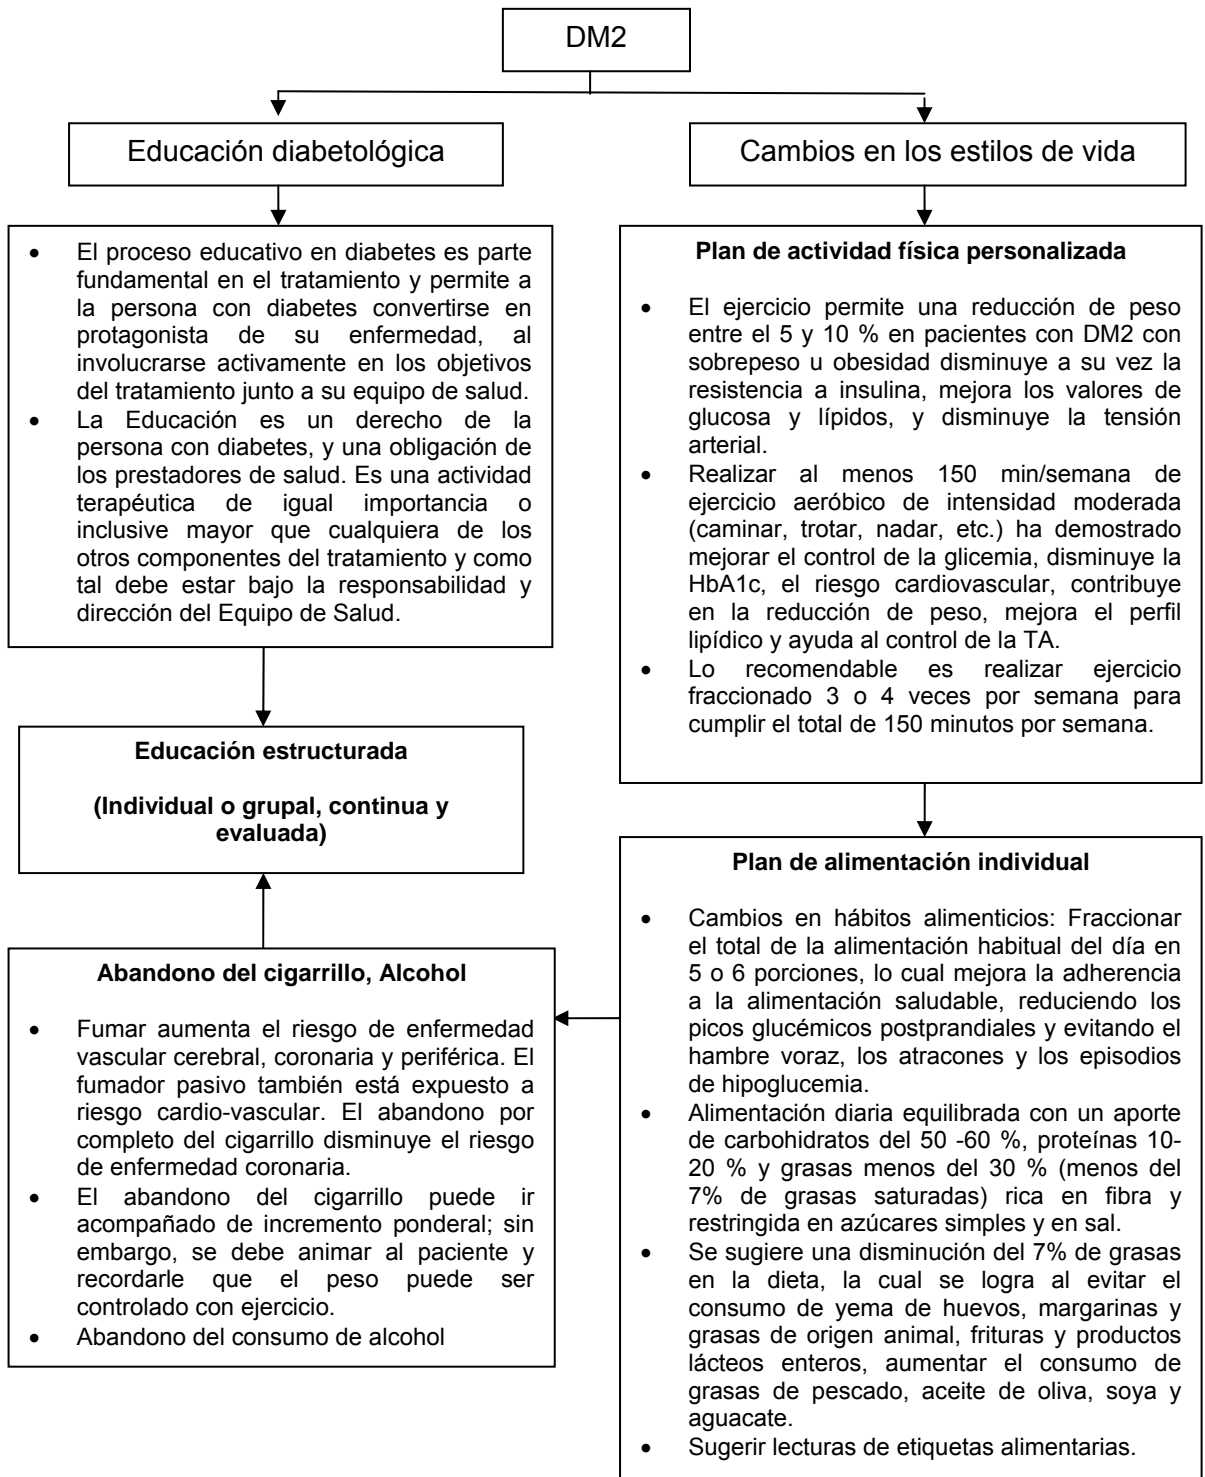 DM2
Educación diabetológica
Cambios en los estilos de vida
• El proceso educativo en diabetes es parte
fundamental en el tratamiento y permite a
la persona con diabetes convertirse en
protagonista de su enfermedad, al
involucrarse activamente en los objetivos
del tratamiento junto a su equipo de salud.
• La Educación es un derecho de la
persona con diabetes, y una obligación de
los prestadores de salud. Es una actividad
terapéutica de igual importancia o
inclusive mayor que cualquiera de los
otros componentes del tratamiento y como
tal debe estar bajo la responsabilidad y
dirección del Equipo de Salud.
Plan de actividad física personalizada
• El ejercicio permite una reducción de peso
entre el 5 y 10 % en pacientes con DM2 con
sobrepeso u obesidad disminuye a su vez la
resistencia a insulina, mejora los valores de
glucosa y lípidos, y disminuye la tensión
arterial.
• Realizar al menos 150 min/semana de
ejercicio aeróbico de intensidad moderada
(caminar, trotar, nadar, etc.) ha demostrado
mejorar el control de la glicemia, disminuye la
HbA1c, el riesgo cardiovascular, contribuye
en la reducción de peso, mejora el perfil
lipídico y ayuda al control de la TA.
• Lo recomendable es realizar ejercicio
fraccionado 3 o 4 veces por semana para
cumplir el total de 150 minutos por semana.
Educación estructurada
(Individual o grupal, continua y
evaluada)
Plan de alimentación individual
• Cambios en hábitos alimenticios: Fraccionar
el total de la alimentación habitual del día en
5 o 6 porciones, lo cual mejora la adherencia
a la alimentación saludable, reduciendo los
picos glucémicos postprandiales y evitando el
hambre voraz, los atracones y los episodios
de hipoglucemia.
• Alimentación diaria equilibrada con un aporte
de carbohidratos del 50 -60 %, proteínas 10-
20 % y grasas menos del 30 % (menos del
7% de grasas saturadas) rica en fibra y
restringida en azúcares simples y en sal.
• Se sugiere una disminución del 7% de grasas
en la dieta, la cual se logra al evitar el
consumo de yema de huevos, margarinas y
grasas de origen animal, frituras y productos
lácteos enteros, aumentar el consumo de
grasas de pescado, aceite de oliva, soya y
aguacate.
• Sugerir lecturas de etiquetas alimentarias.
Abandono del cigarrillo, Alcohol
• Fumar aumenta el riesgo de enfermedad
vascular cerebral, coronaria y periférica. El
fumador pasivo también está expuesto a
riesgo cardio-vascular. El abandono por
completo del cigarrillo disminuye el riesgo
de enfermedad coronaria.
• El abandono del cigarrillo puede ir
acompañado de incremento ponderal; sin
embargo, se debe animar al paciente y
recordarle que el peso puede ser
controlado con ejercicio.
• Abandono del consumo de alcohol